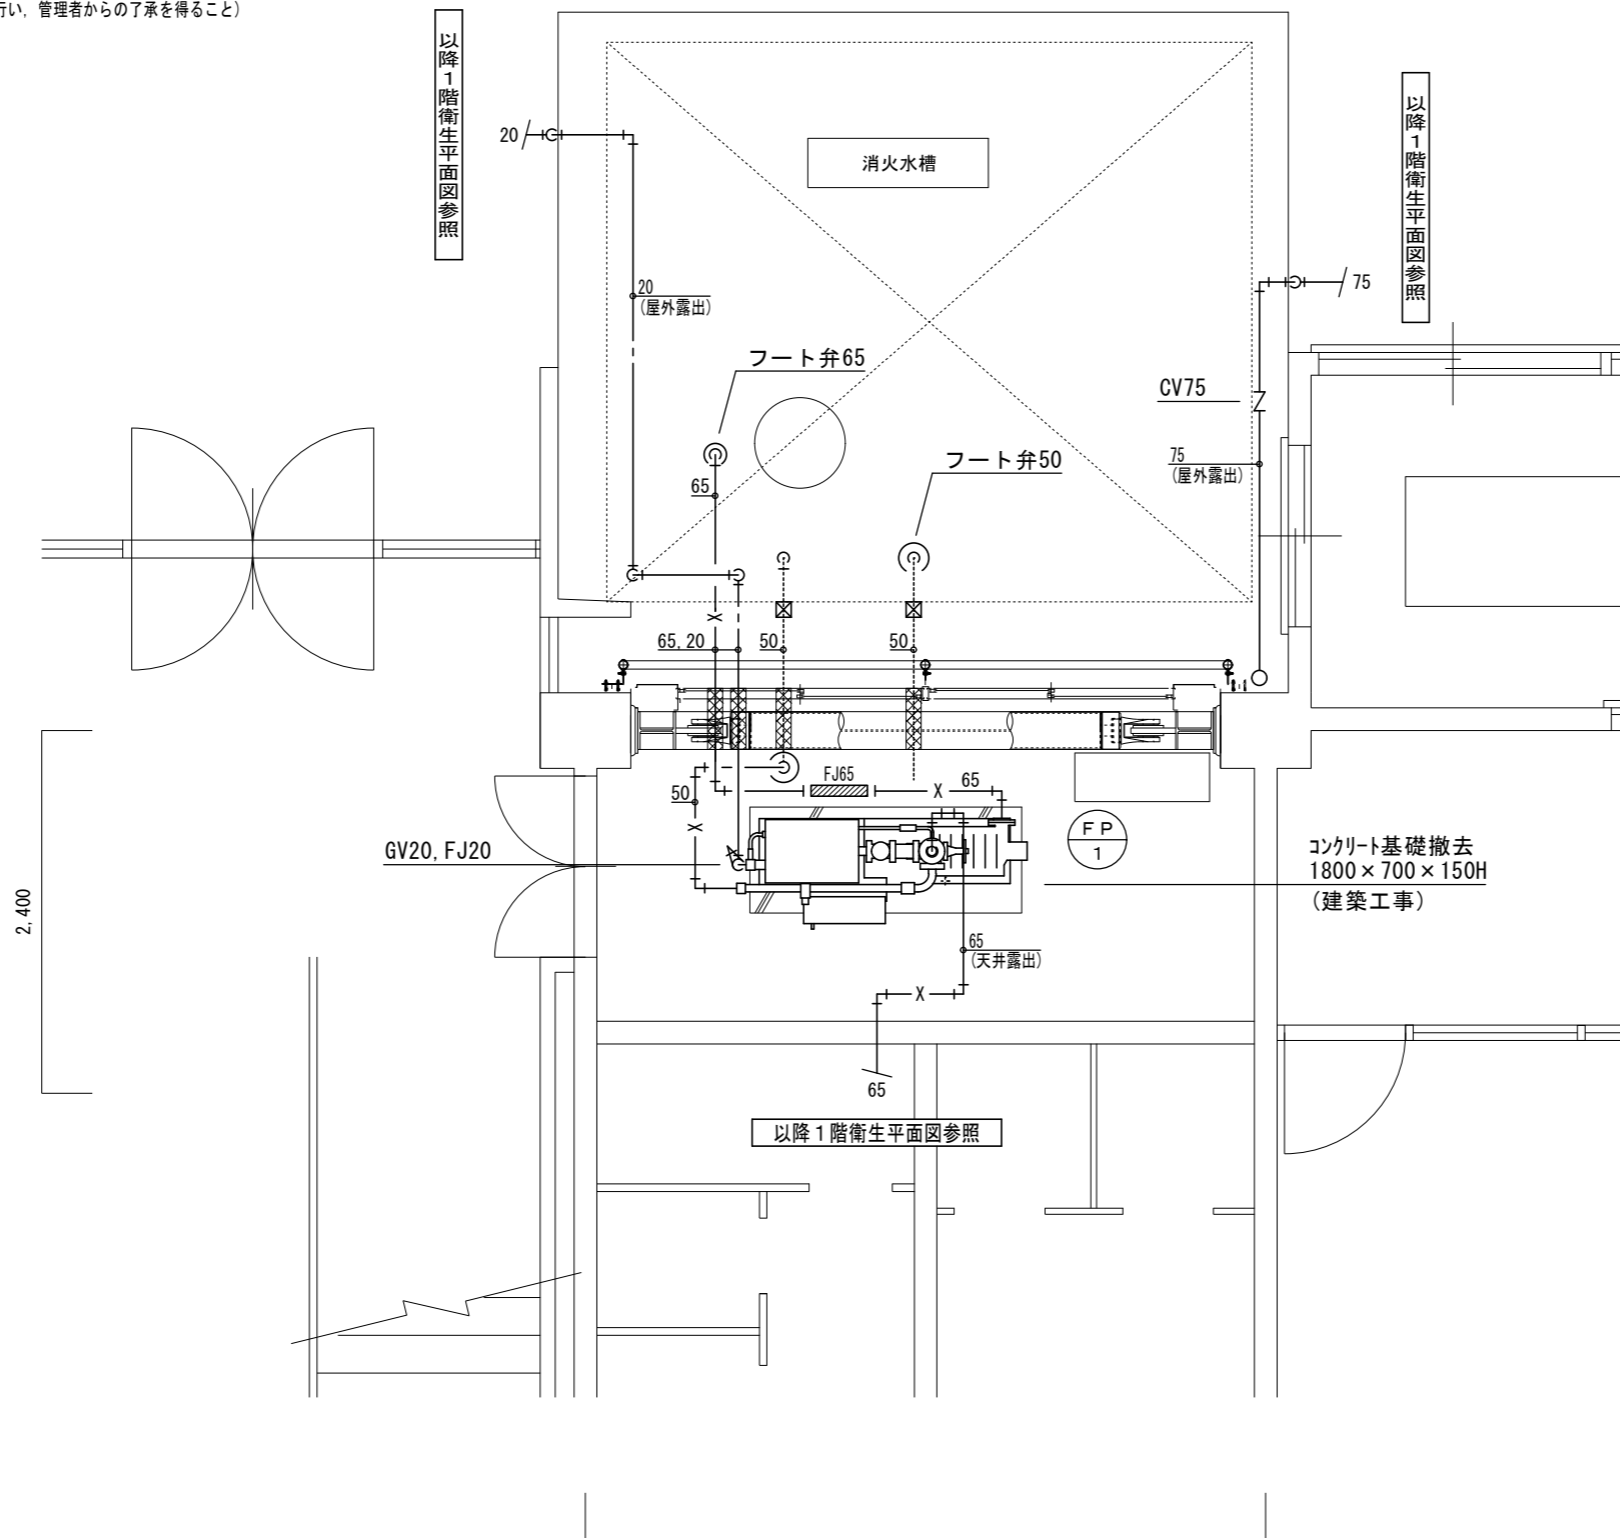 行い, 管理者からの了承を得ること)
以降1階衛生平面図参照
以降1階衛生平面図参照
20
消火水槽
75
20
(屋外露出)
フート弁65
CV75
フート弁50
75
(屋外露出)
65
65, 20
50
50
FJ65
65
50
FP
1
GV20, FJ20
コンクリート基礎撤去
1800×700×150H
(建築工事)
2,400
65
(天井露出)
65
以降1階衛生平面図参照